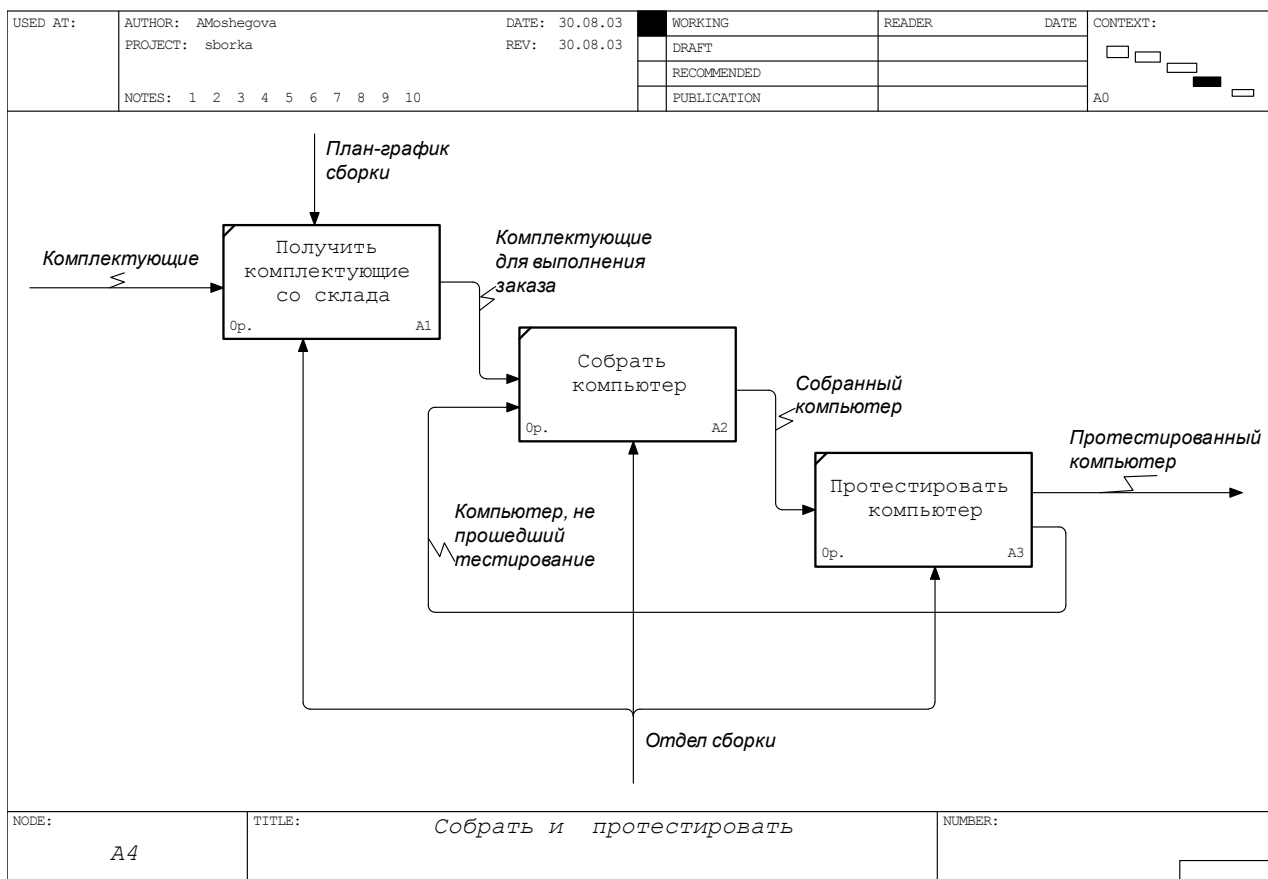 USED AT:
AUTHOR: AMoshegova
DATE: 30.08.03
PROJECT: sborka
REV: 30.08.03
NOTES: 1 2 3 4 5 6 7 8 9 10
WORKING
DRAFT
RECOMMENDED
PUBLICATION
READER
DATE
CONTEXT:
A0
План-график
сборки
Комплектующие
Получить
комплектующие
со склада
0р.
A1
Комплектующие
для выполнения
заказа
Собрать
компьютер
0р.
A2
Собранный
компьютер
Протестировать
компьютер
0р.
A3
Протестированный
компьютер
Компьютер, не
прошедший
тестирование
Отдел сборки
NODE:
A4
TITLE:
Собрать и протестировать
NUMBER: